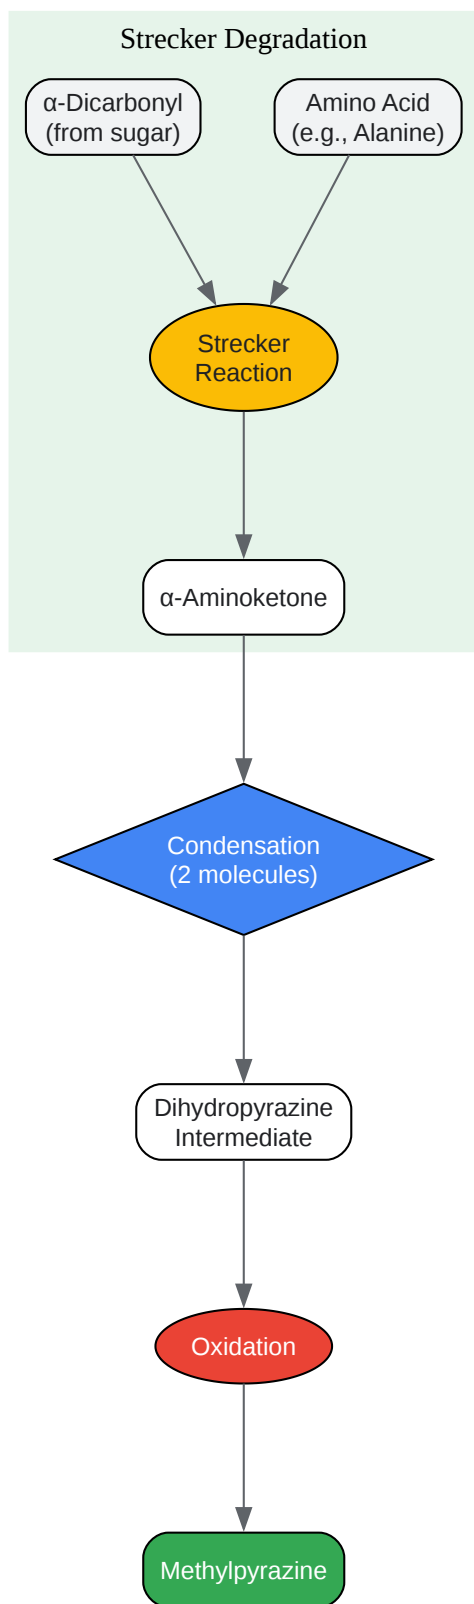 Strecker Degradation
α-Dicarbonyl
(from sugar)
Amino Acid
(e.g., Alanine)
Strecker
Reaction
α-Aminoketone
Condensation
(2 molecules)
Dihydropyrazine
Intermediate
Oxidation
Methylpyrazine